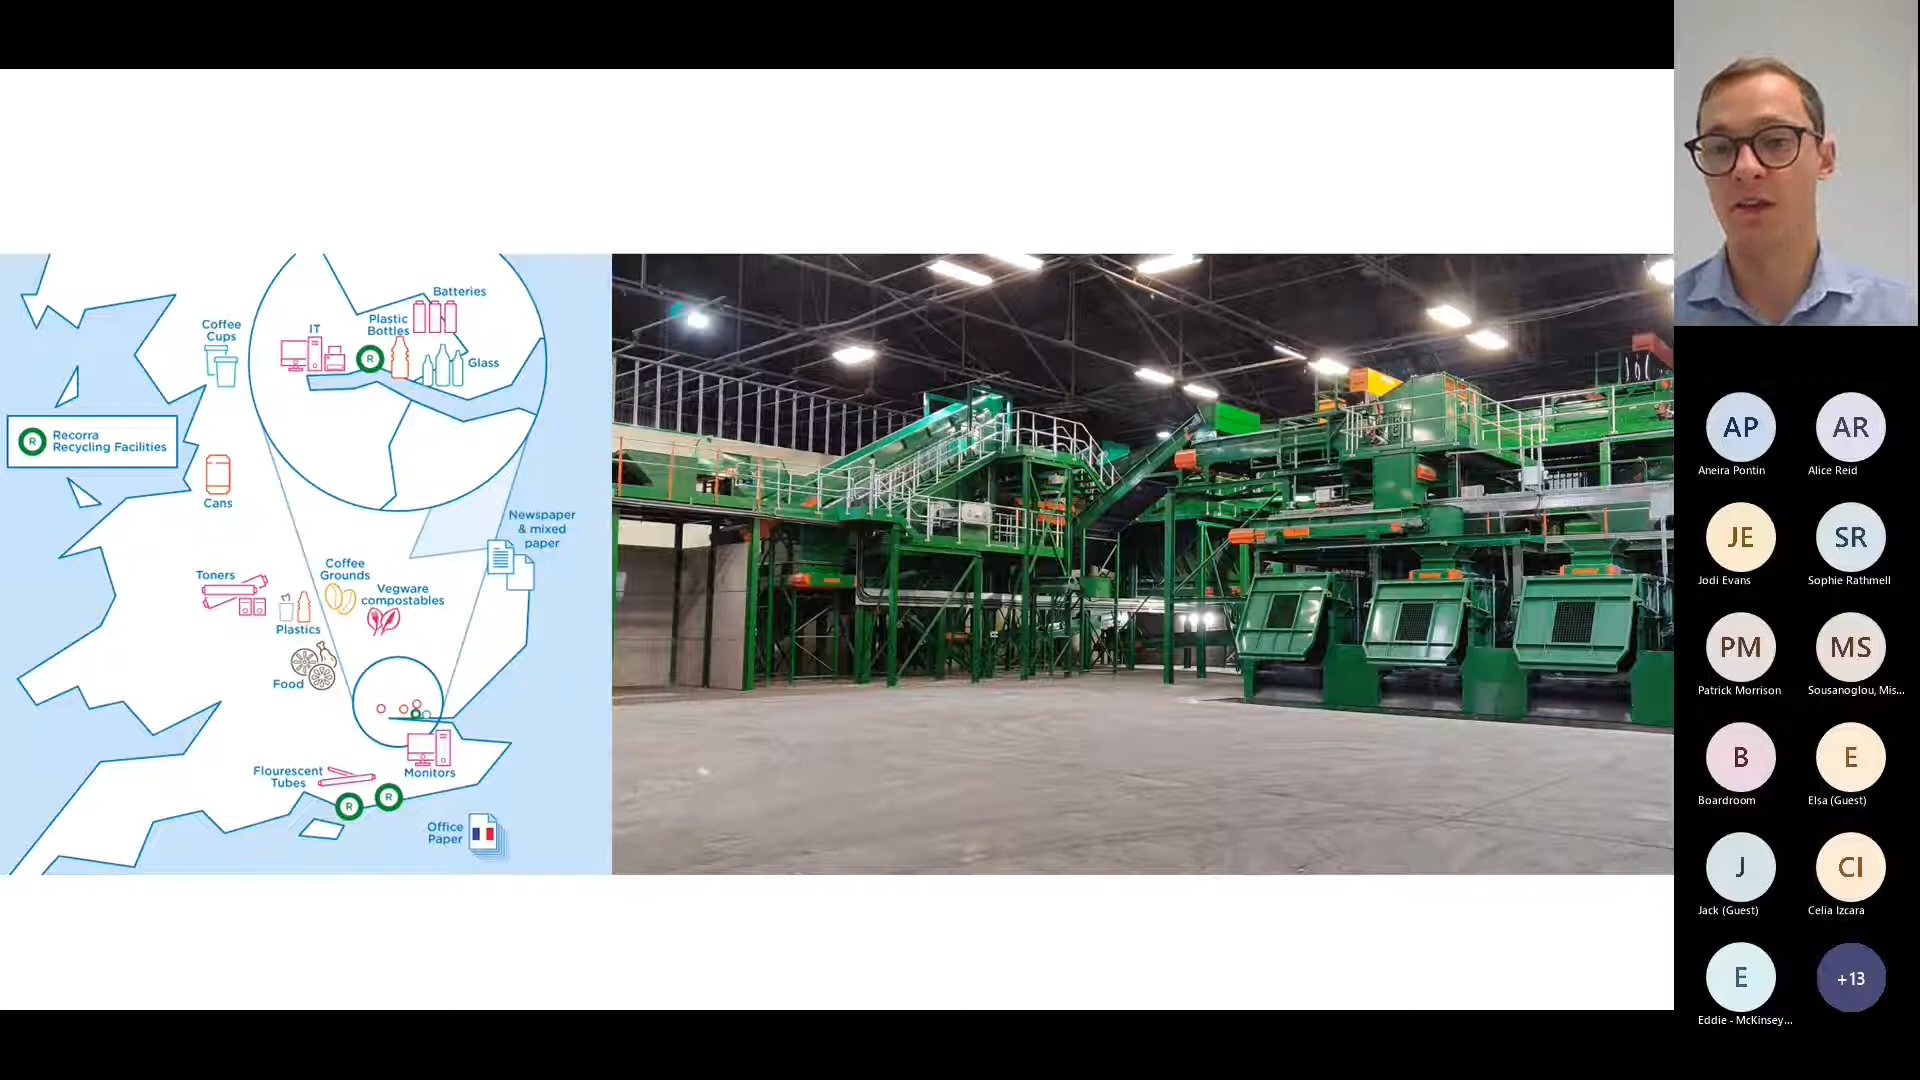 Batteries
Plastic
Bottles
IT
R
Glass
Coffee
Cups
R
Recorra
Recycling Facilities
Cans
Newspaper
& mixed
paper
Coffee
Grounds
Toners
Vegware
compostables
Plastics
Food
Monitors
Flourescent
Tubes
R
R
Office
Paper
AP
AR
Aneira Pontin
Alice Reid
JE
SR
Jodi Evans
Sophie Rathmell
PM
MS
Patrick Morrison
Sousanoglou, Mis...
B
E
Boardroom
Elsa (Guest)
J
CI
Jack (Guest)
Celia Izcara
E
+13
Eddie - McKinsey...